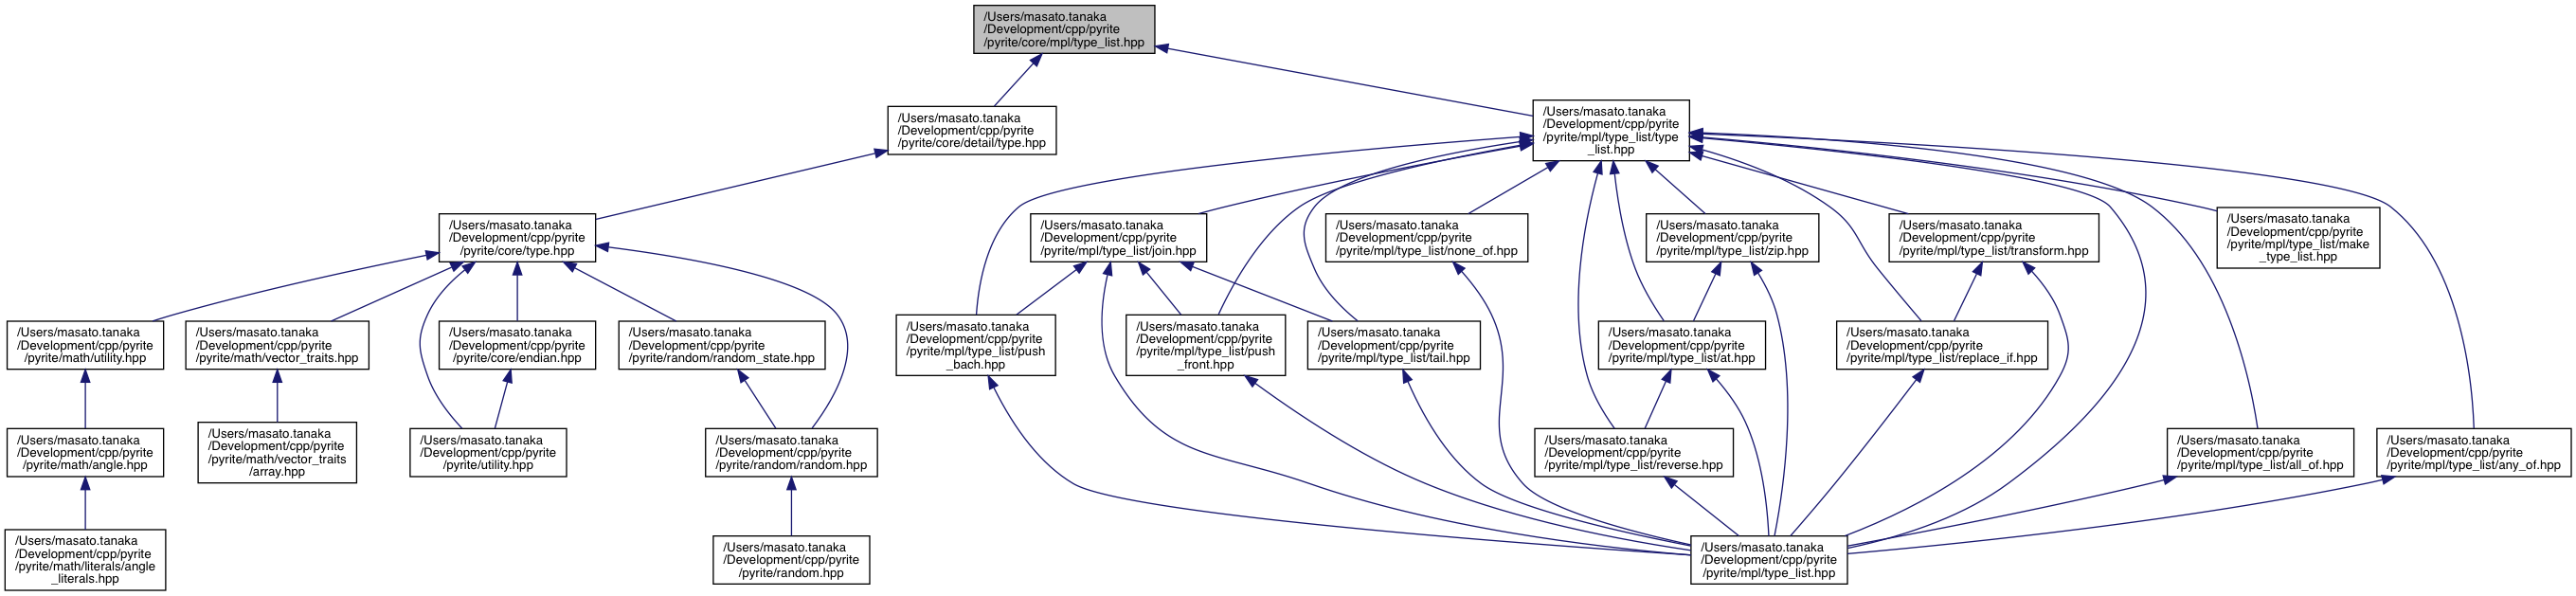 /Users/masato.tanaka
/Development/cpp/pyrite
/pyrite/core/mpl/type_list.hpp
/Users/masato.tanaka
/Development/cpp/pyrite
/pyrite/core/detail/type.hpp
/Users/masato.tanaka
/Development/cpp/pyrite
/pyrite/mpl/type_list/type
_list.hpp
/Users/masato.tanaka
/Development/cpp/pyrite
/pyrite/core/type.hpp
/Users/masato.tanaka
/Development/cpp/pyrite
/pyrite/mpl/type_list/join.hpp
/Users/masato.tanaka
/Development/cpp/pyrite
/pyrite/mpl/type_list/none_of.hpp
/Users/masato.tanaka
/Development/cpp/pyrite
/pyrite/mpl/type_list/zip.hpp
/Users/masato.tanaka
/Development/cpp/pyrite
/pyrite/mpl/type_list/transform.hpp
/Users/masato.tanaka
/Development/cpp/pyrite
/pyrite/mpl/type_list/make
_type_list.hpp
/Users/masato.tanaka
/Development/cpp/pyrite
/pyrite/math/utility.hpp
/Users/masato.tanaka
/Development/cpp/pyrite
/pyrite/math/vector_traits.hpp
/Users/masato.tanaka
/Development/cpp/pyrite
/pyrite/core/endian.hpp
/Users/masato.tanaka
/Development/cpp/pyrite
/pyrite/random/random_state.hpp
/Users/masato.tanaka
/Development/cpp/pyrite
/pyrite/mpl/type_list/push
_bach.hpp
/Users/masato.tanaka
/Development/cpp/pyrite
/pyrite/mpl/type_list/push
_front.hpp
/Users/masato.tanaka
/Development/cpp/pyrite
/pyrite/mpl/type_list/tail.hpp
/Users/masato.tanaka
/Development/cpp/pyrite
/pyrite/mpl/type_list/at.hpp
/Users/masato.tanaka
/Development/cpp/pyrite
/pyrite/mpl/type_list/replace_if.hpp
/Users/masato.tanaka
/Development/cpp/pyrite
/pyrite/math/angle.hpp
/Users/masato.tanaka
/Development/cpp/pyrite
/pyrite/math/vector_traits
/array.hpp
/Users/masato.tanaka
/Development/cpp/pyrite
/pyrite/utility.hpp
/Users/masato.tanaka
/Development/cpp/pyrite
/pyrite/random/random.hpp
/Users/masato.tanaka
/Development/cpp/pyrite
/pyrite/mpl/type_list/reverse.hpp
/Users/masato.tanaka
/Development/cpp/pyrite
/pyrite/mpl/type_list/all_of.hpp
/Users/masato.tanaka
/Development/cpp/pyrite
/pyrite/mpl/type_list/any_of.hpp
/Users/masato.tanaka
/Development/cpp/pyrite
/pyrite/math/literals/angle
_literals.hpp
/Users/masato.tanaka
/Development/cpp/pyrite
/pyrite/random.hpp
/Users/masato.tanaka
/Development/cpp/pyrite
/pyrite/mpl/type_list.hpp